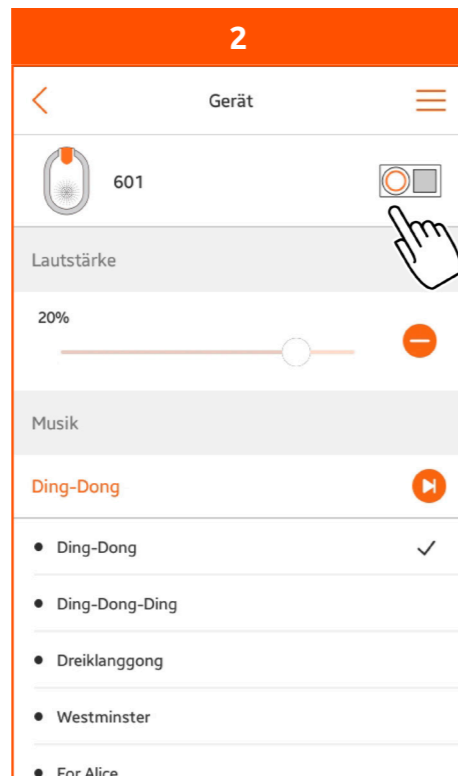 2
Gerät
601
Lautstärke
20%
Musik
Ding-Dong
Ding-Dong
Ding-Dong-Ding
Dreiklanggong
Westminster
For Alice